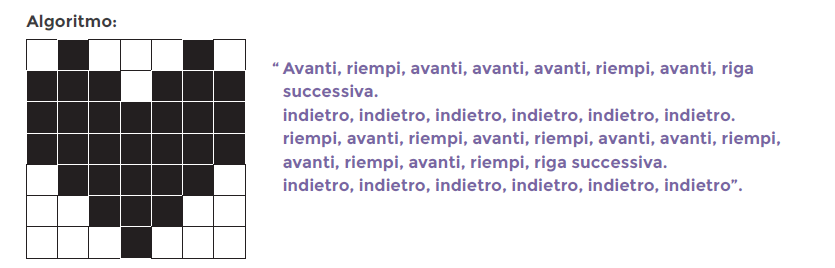 Algoritmo:
“ Avanti, riempi, avanti, avanti, avanti, riempi, avanti, riga
successiva.
indietro, indietro, indietro, indietro, indietro, indietro.
riempi, avanti, riempi, avanti, riempi, avanti, avanti, riempi,
avanti, riempi, avanti, riempi, riga successiva.
indietro, indietro, indietro, indietro, indietro, indietro”.